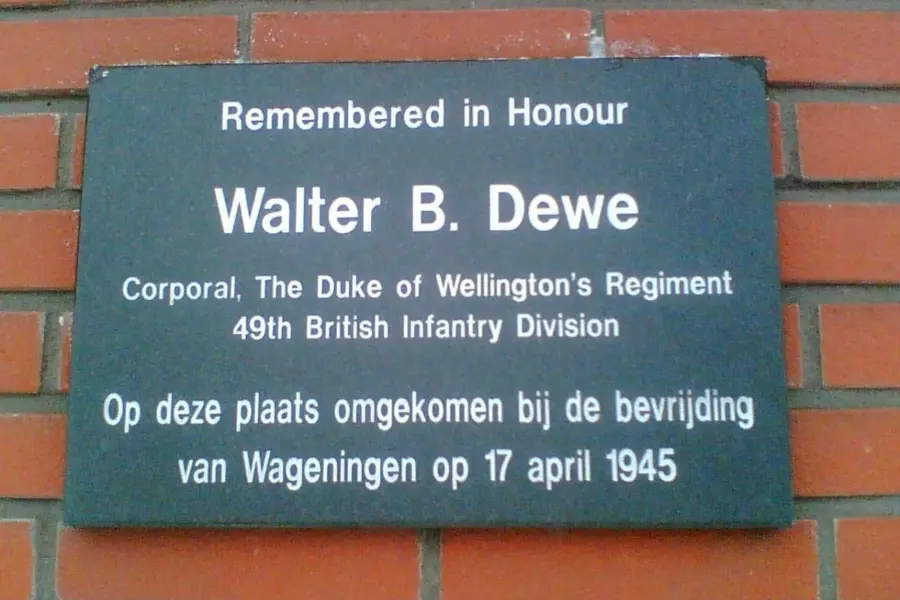 Remembered in Honour
Walter B. Dewe
Corporal, The Duke of Wellington's Regiment
49th British Infantry Division
Op deze plaats omgekomen bij de bevrijding
van Wageningen op 17 april 1945